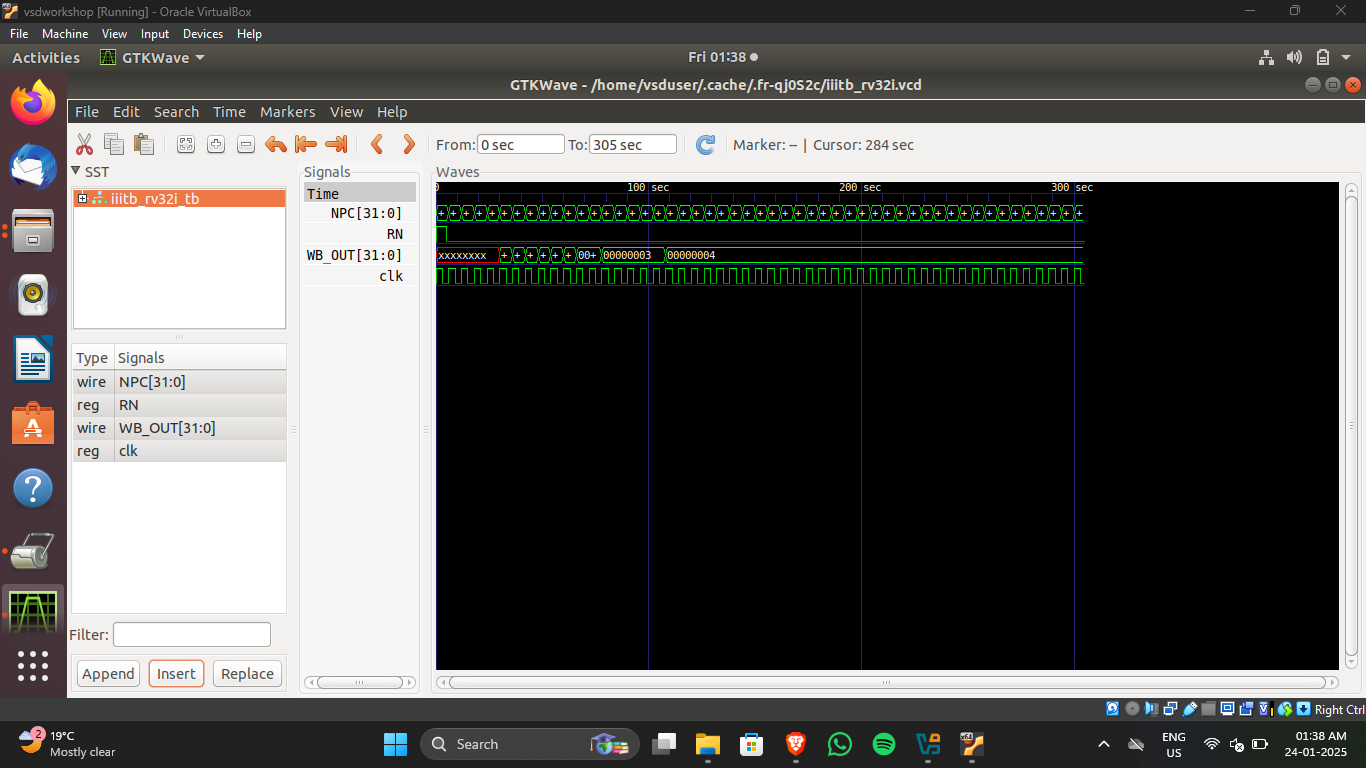 vsdworkshop [Running] - Oracle VirtualBox
File Machine View Input Devices Help
Activities GTKWave Fri 01:38
GTKWave - /home/vsduser/.cache/.fr-qj0S2c/iiitb_rv32i.vcd
File Edit Search Time Markers View Help
From: 0 sec To: 305 sec Marker: -- | Cursor: 284 sec
SST
iiitb_rv32i_tb
Type Signals
wire NPC[31:0]
reg RN
wire WB_OUT[31:0]
reg clk
Filter:
Append Insert Replace
Signals
Time
NPC[31:0]
RN
WB_OUT[31:0]
clk
Waves
0 100 sec 200 sec 300 sec
+ + + + + + + + + + + + + + + + + + + + + + + + + + + + + + + + + + + + + + + + + + + + + + + + + + +
xxxxxxxx + + + + + + 00+ 00000003 00000004
Right Ctrl
2
19°C
Mostly clear
Search
ENG
US
01:38 AM
24-01-2025